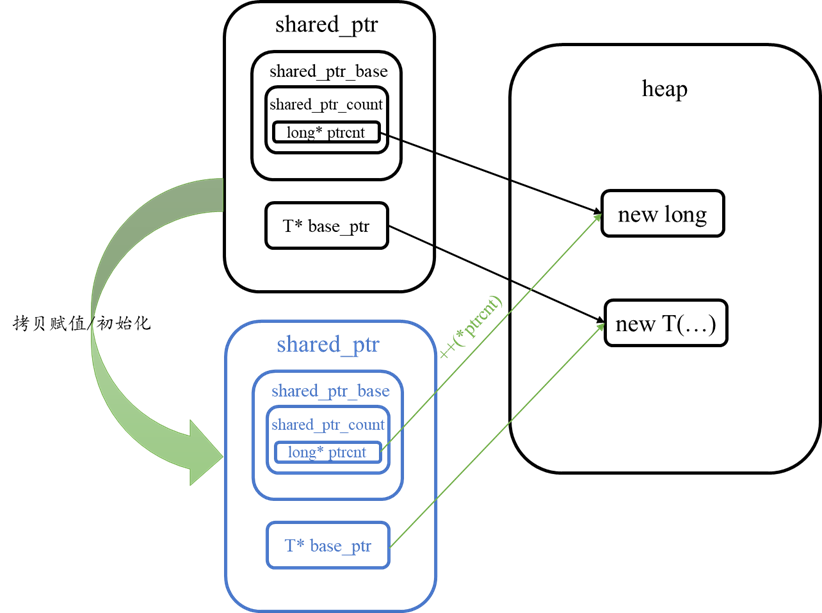 shared_ptr
shared_ptr_base
shared_ptr_count
long* ptrcnt
T* base_ptr
heap
new long
new T(…)
拷贝赋值/初始化
++(*ptrcnt)
shared_ptr
shared_ptr_base
shared_ptr_count
long* ptrcnt
T* base_ptr